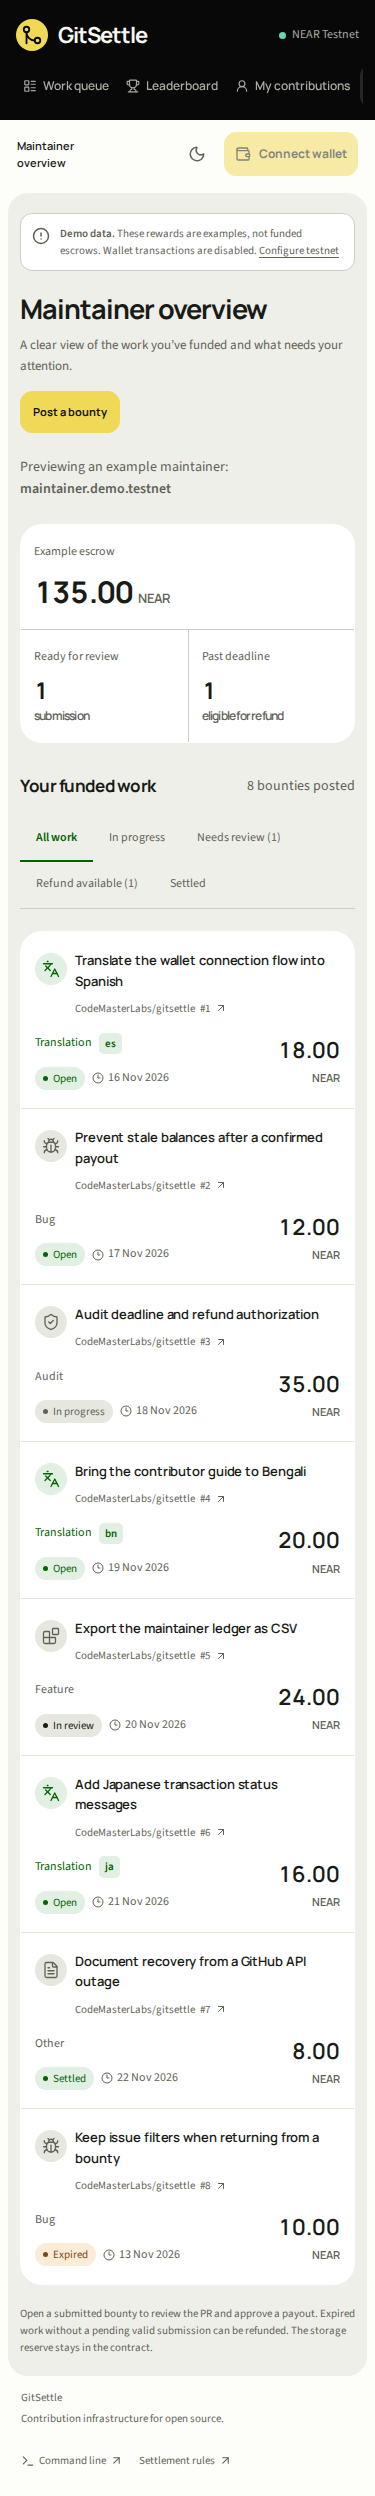 GitSettle
NEAR Testnet
Work queue
Leaderboard
My contributions
Maintainer
overview
Connect wallet
Demo data. These rewards are examples, not funded
escrows. Wallet transactions are disabled. Configure testnet
Maintainer overview
A clear view of the work you've funded and what needs your
attention.
Post a bounty
Previewing an example maintainer:
maintainer.demo.testnet
Example escrow
135.00 NEAR
Ready for review
1
submission
Past deadline
1
eligible for refund
Your funded work
8 bounties posted
All work
In progress
Needs review (1)
Refund available (1)
Settled
Translate the wallet connection flow into
Spanish
CodeMasterLabs/gitsettle #1
Translation es
18.00
Open
16 Nov 2026
NEAR
Prevent stale balances after a confirmed
payout
CodeMasterLabs/gitsettle #2
Bug
12.00
Open
17 Nov 2026
NEAR
Audit deadline and refund authorization
CodeMasterLabs/gitsettle #3
Audit
35.00
In progress
18 Nov 2026
NEAR
Bring the contributor guide to Bengali
CodeMasterLabs/gitsettle #4
Translation bn
20.00
Open
19 Nov 2026
NEAR
Export the maintainer ledger as CSV
CodeMasterLabs/gitsettle #5
Feature
24.00
In review
20 Nov 2026
NEAR
Add Japanese transaction status
messages
CodeMasterLabs/gitsettle #6
Translation ja
16.00
Open
21 Nov 2026
NEAR
Document recovery from a GitHub API
outage
CodeMasterLabs/gitsettle #7
Other
8.00
Settled
22 Nov 2026
NEAR
Keep issue filters when returning from a
bounty
CodeMasterLabs/gitsettle #8
Bug
10.00
Expired
13 Nov 2026
NEAR
Open a submitted bounty to review the PR and approve a payout. Expired
work without a pending valid submission can be refunded. The storage
reserve stays in the contract.
GitSettle
Contribution infrastructure for open source.
Command line
Settlement rules